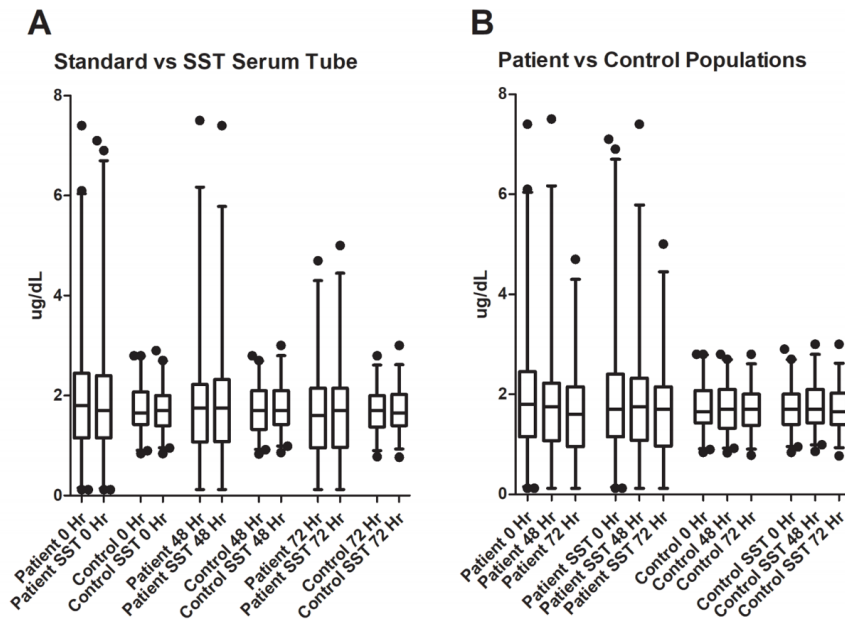 A
Standard vs SST Serum Tube
8
6
4
2
0
ug/dL
Patient 0 Hr
Patient SST 0 Hr
Control 0 Hr
Control SST 0 Hr
Patient 48 Hr
Patient SST 48 Hr
Control 48 Hr
Control SST 48 Hr
Patient 72 Hr
Patient SST 72 Hr
Control 72 Hr
Control SST 72 Hr
B
Patient vs Control Populations
8
6
4
2
0
ug/dL
Patient 0 Hr
Patient 48 Hr
Patient 72 Hr
Patient SST 0 Hr
Patient SST 48 Hr
Patient SST 72 Hr
Control 0 Hr
Control 48 Hr
Control 72 Hr
Control SST 0 Hr
Control SST 48 Hr
Control SST 72 Hr